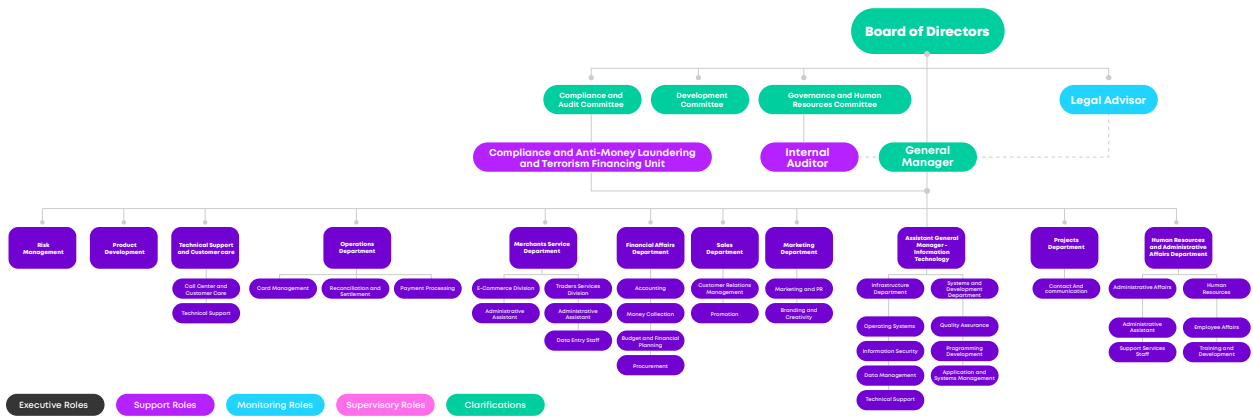 Board of Directors
Compliance and
Audit Committee
Development
Committee
Governance and Human
Resources Committee
Legal Advisor
Compliance and Anti-Money Laundering
and Terrorism Financing Unit
Internal
Auditor
General
Manager
Risk
Management
Product
Development
Technical Support
and Customer care
Operations
Department
Merchants Service
Department
Financial Affairs
Department
Sales
Department
Marketing
Department
Assistant General
Manager -
Information
Technology
Projects
Department
Human Resources
and Administrative
Affairs Department
Call Center and
Customer Care
Technical Support
Card Management
Reconciliation and
Settlement
Payment Processing
E-Commerce Division
Administrative
Assistant
Traders Services
Division
Administrative
Assistant
Data Entry Staff
Accounting
Money Collection
Budget and Financial
Planning
Procurement
Customer Relations
Management
Promotion
Marketing and PR
Branding and
Creativity
Infrastructure
Department
Operating Systems
Information Security
Data Management
Technical Support
Systems and
Development
Department
Quality Assurance
Programming
Development
Application and
Systems Management
Contact And
communication
Administrative Affairs
Administrative
Assistant
Support Services
Staff
Human
Resources
Employee Affairs
Training and
Development
Executive Roles
Support Roles
Monitoring Roles
Supervisory Roles
Clarifications